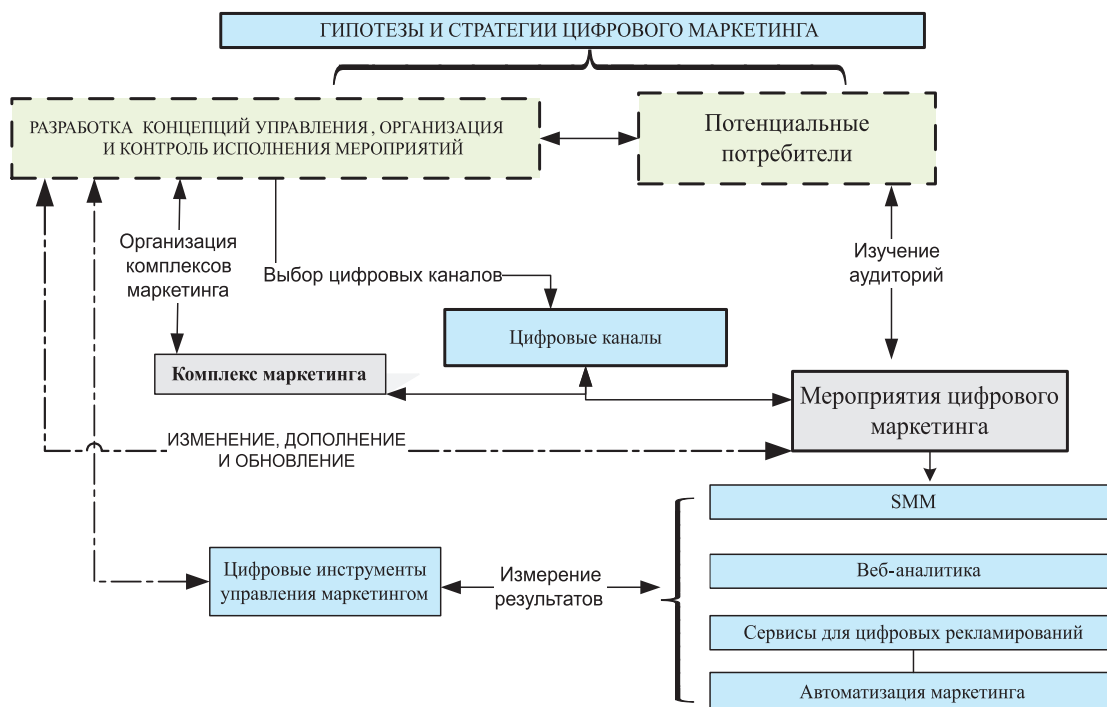 ГИПОТЕЗЫ И СТРАТЕГИИ ЦИФРОВОГО МАРКЕТИНГА
РАЗРАБОТКА КОНЦЕПЦИЙ УПРАВЛЕНИЯ, ОРГАНИЗАЦИЯ
И КОНТРОЛЬ ИСПОЛНЕНИЯ МЕРОПРИЯТИЙ
Потенциальные
потребители
Организация
комплексов
маркетинга
Выбор цифровых каналов
Изучение
аудиторий
Цифровые каналы
Комплекс маркетинга
Мероприятия цифрового
маркетинга
ИЗМЕНЕНИЕ, ДОПОЛНЕНИЕ
И ОБНОВЛЕНИЕ
SMM
Цифровые инструменты
управления маркетингом
Измерение
результатов
Веб-аналитика
Сервисы для цифровых рекламирований
Автоматизация маркетинга